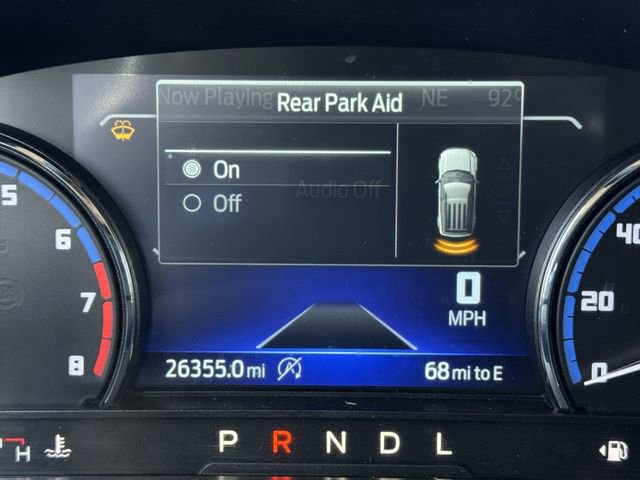 Now Playing NE 92°
Rear Park Aid
On
Audio Off
Off
5
6
7
8
0
MPH
40
20
0
26355.0 mi 68 mi to E
H P R N D L